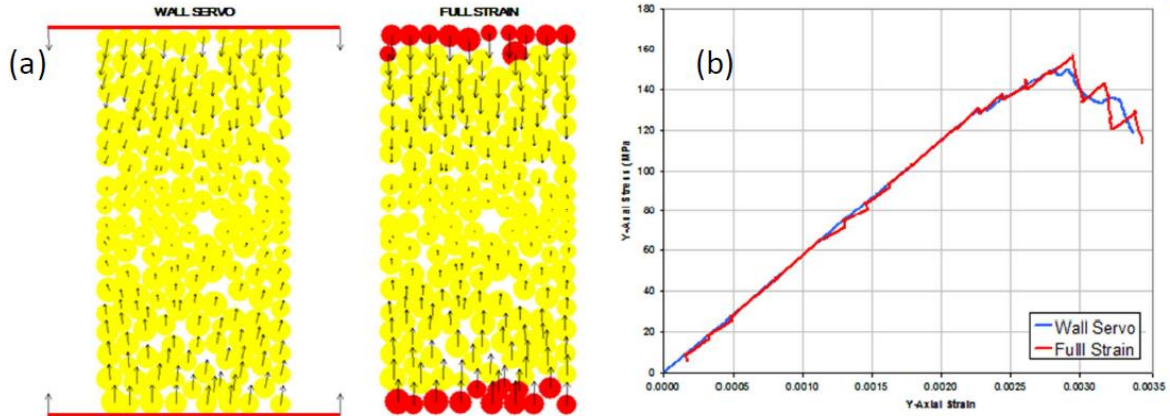 WALL SERVO
FULL STRAIN
(a)
(b)
180
160
140
120
100
80
60
40
20
0
Y-Axial Stress (MPa
0.0000
0.0005
0.0010
0.0015
0.0020
0.0025
0.0030
0.0035
Y-Axial Strain
Wall Servo
Fulll Strain